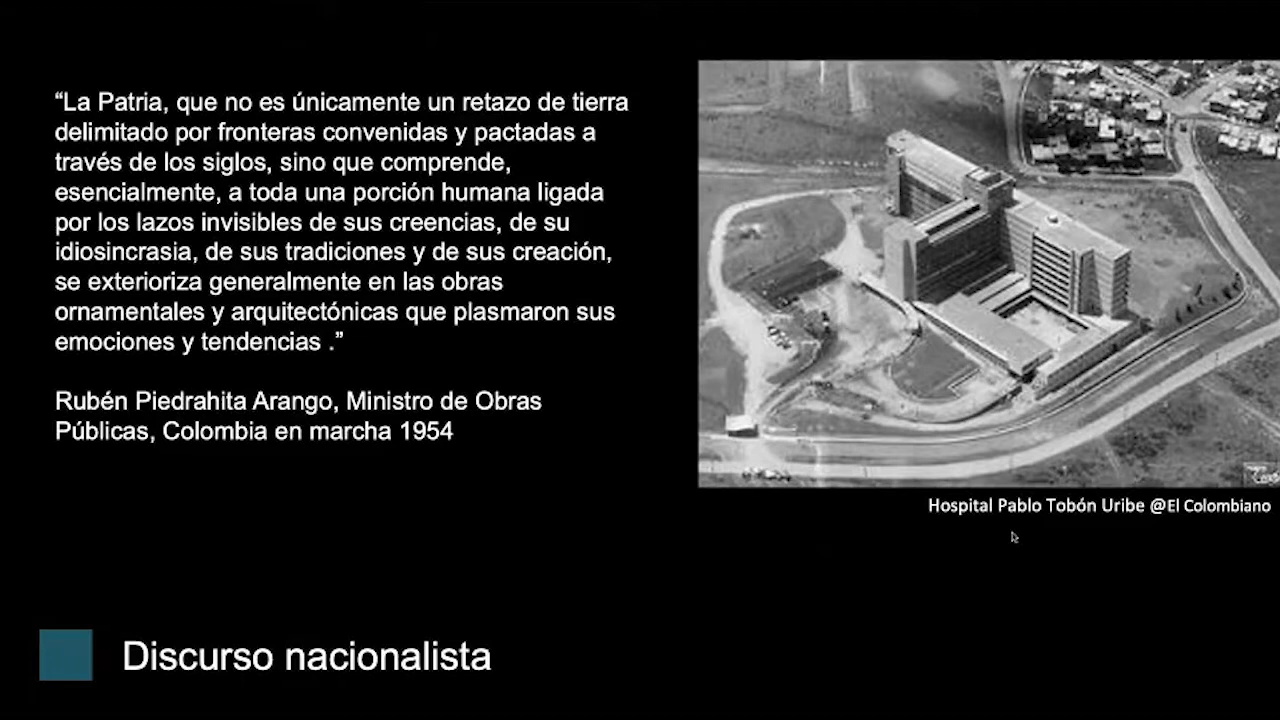 “La Patria, que no es únicamente un retazo de tierra
delimitado por fronteras convenidas y pactadas a
través de los siglos, sino que comprende,
esencialmente, a toda una porción humana ligada
por los lazos invisibles de sus creencias, de su
idiosincrasia, de sus tradiciones y de sus creación,
se exterioriza generalmente en las obras
ornamentales y arquitectónicas que plasmaron sus
emociones y tendencias .”
Rubén Piedrahita Arango, Ministro de Obras
Públicas, Colombia en marcha 1954
Hospital Pablo Tobón Uribe @El Colombiano
Discurso nacionalista